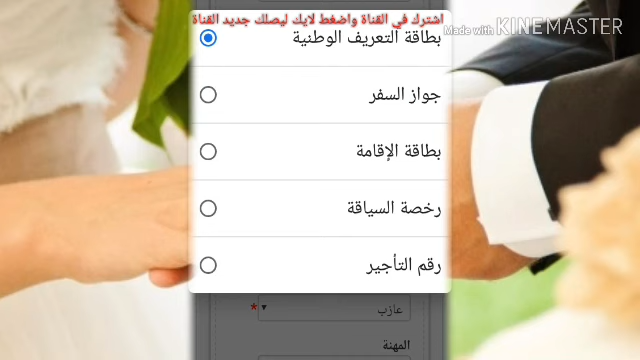 اشترك في القناة واضغط لايك ليصلك جديد القناة
Made with KINEMASTER
بطاقة التعريف الوطنية
جواز السفر
بطاقة الإقامة
رخصة السياقة
رقم التأجير
عازب
*
المهنة